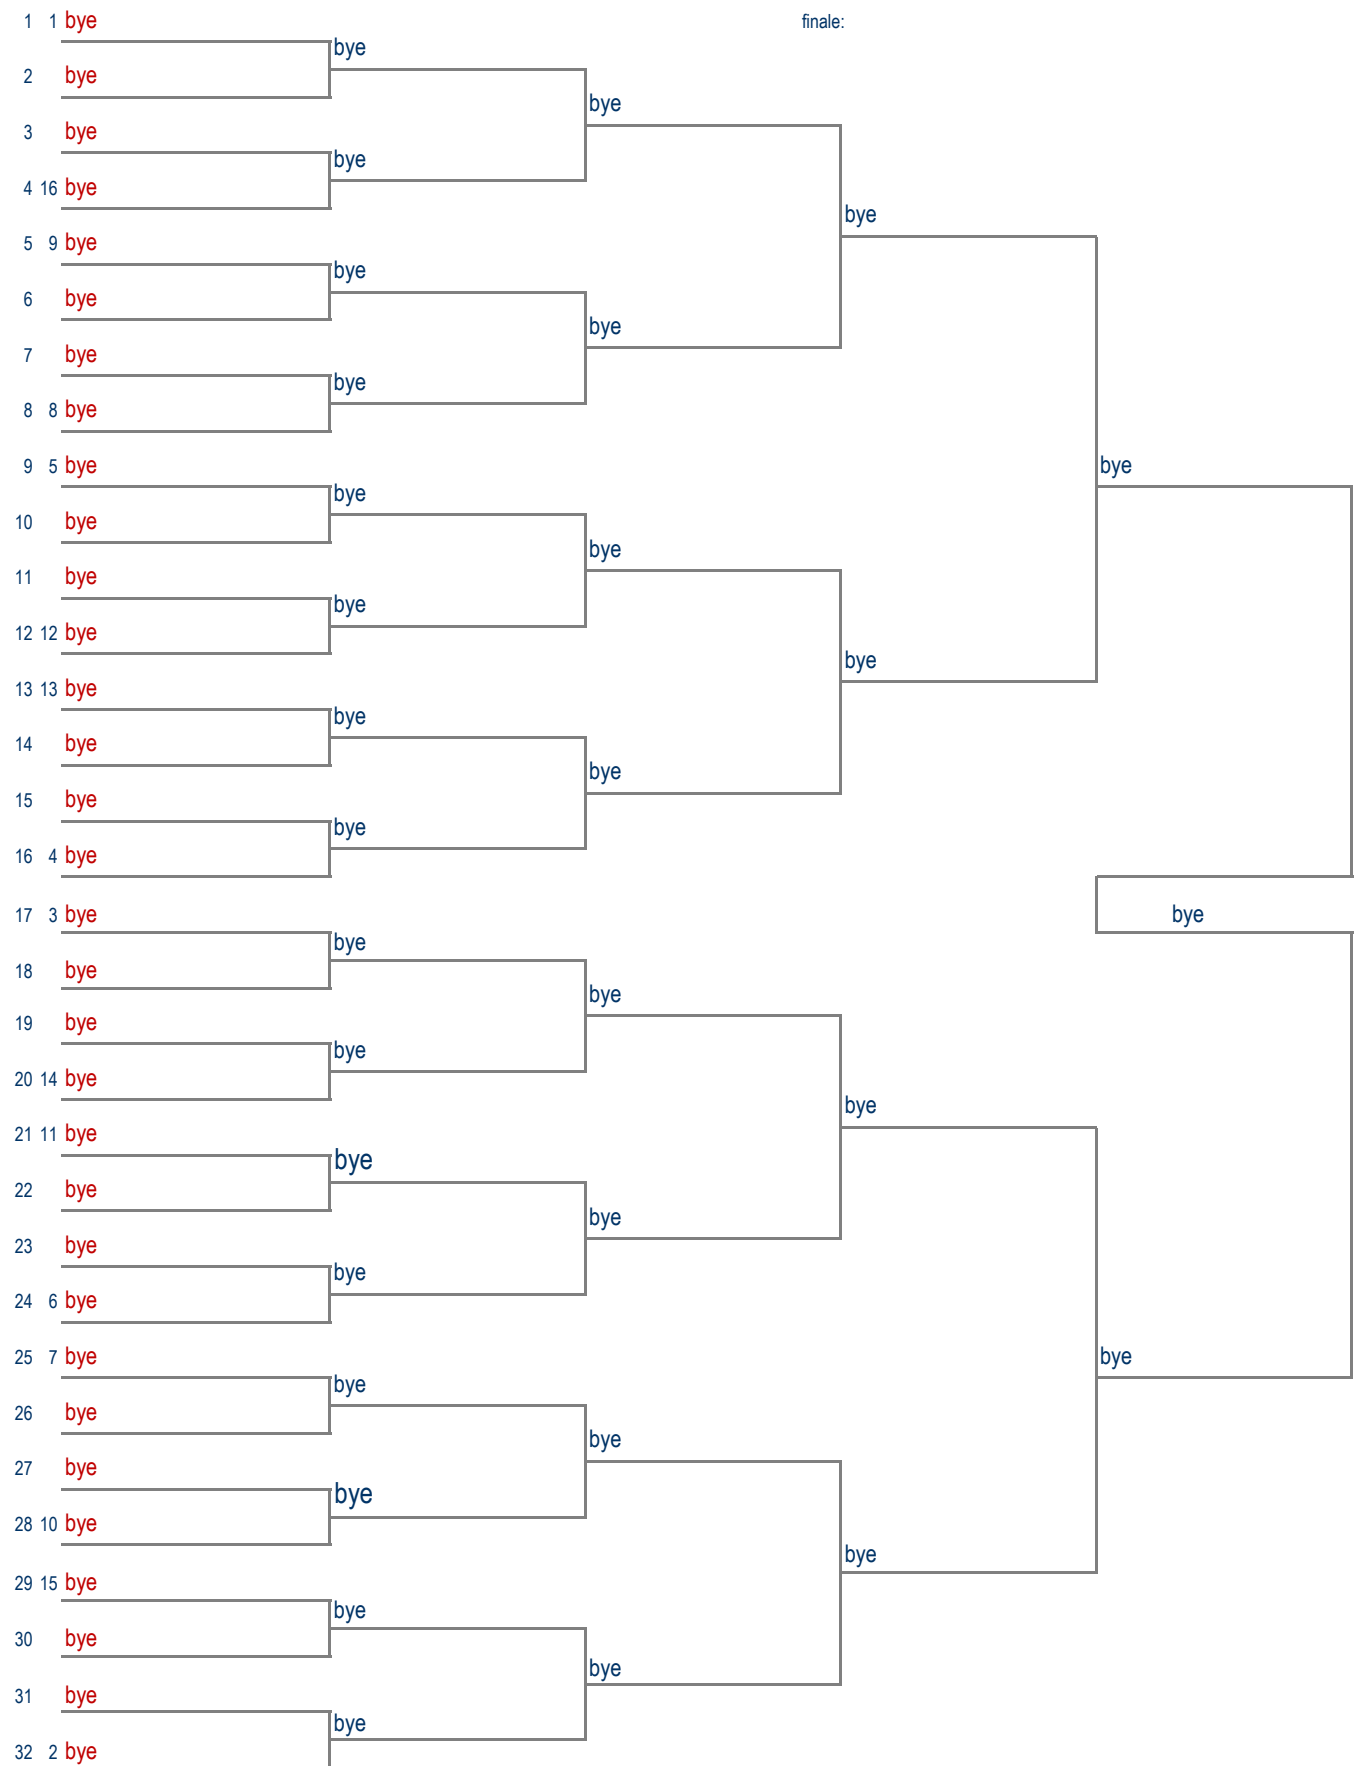 1 1 bye
finale:
bye
2 bye
bye
3 bye
bye
4 16 bye
bye
5 9 bye
bye
6 bye
bye
7 bye
bye
8 8 bye
9 5 bye
bye
bye
10 bye
bye
11 bye
bye
12 12 bye
bye
13 13 bye
bye
14 bye
bye
15 bye
bye
16 4 bye
17 3 bye
bye
bye
18 bye
bye
19 bye
bye
20 14 bye
bye
21 11 bye
bye
22 bye
bye
23 bye
bye
24 6 bye
25 7 bye
bye
bye
26 bye
bye
27 bye
bye
28 10 bye
bye
29 15 bye
bye
30 bye
bye
31 bye
bye
32 2 bye